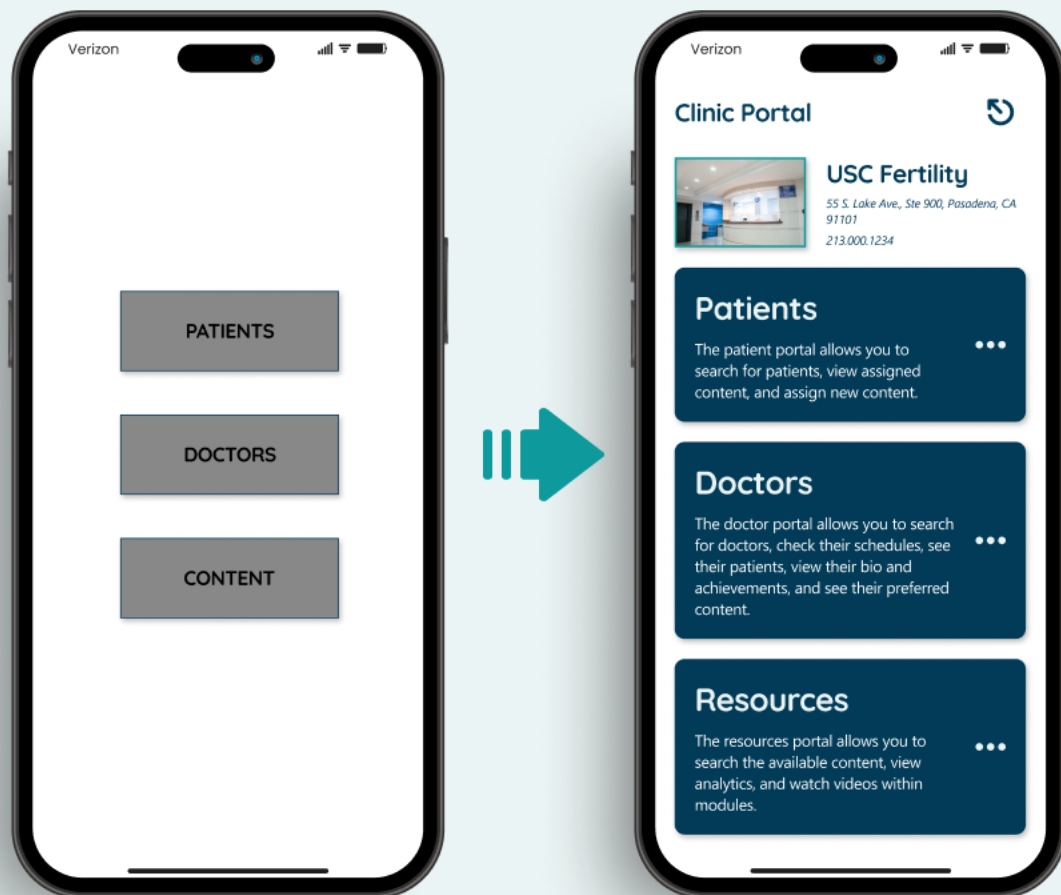 Verizon
PATIENTS
DOCTORS
CONTENT
Verizon
Clinic Portal
USC Fertility
55 S. Lake Ave., Ste 900, Pasadena, CA
91101
213.000.1234
Patients
The patient portal allows you to
search for patients, view assigned
content, and assign new content.
Doctors
The doctor portal allows you to search
for doctors, check their schedules, see
their patients, view their bio and
achievements, and see their preferred
content.
Resources
The resources portal allows you to
search the available content, view
analytics, and watch videos within
modules.